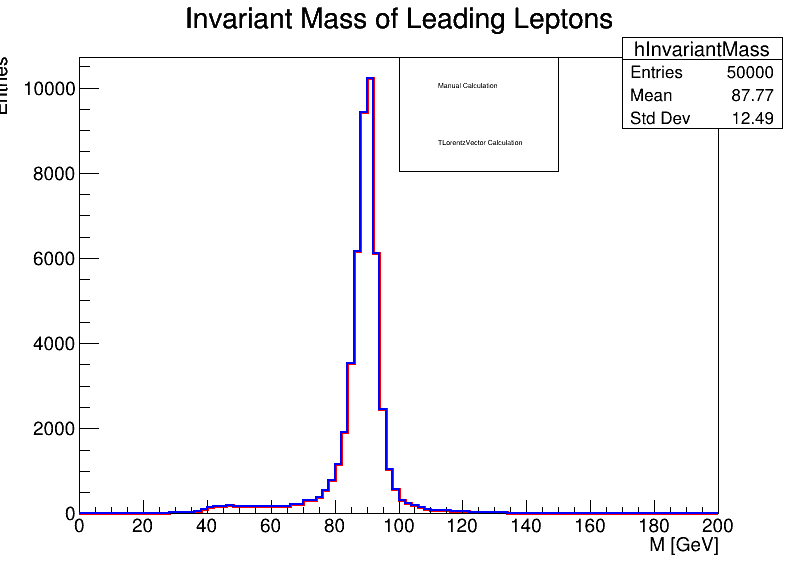 Invariant Mass of Leading Leptons
hInvariantMass
Entries 50000
Mean 87.77
Std Dev 12.49
Manual Calculation
TLorentzVector Calculation
Entries
10000
8000
6000
4000
2000
0
0 20 40 60 80 100 120 140 160 180 200
M [GeV]